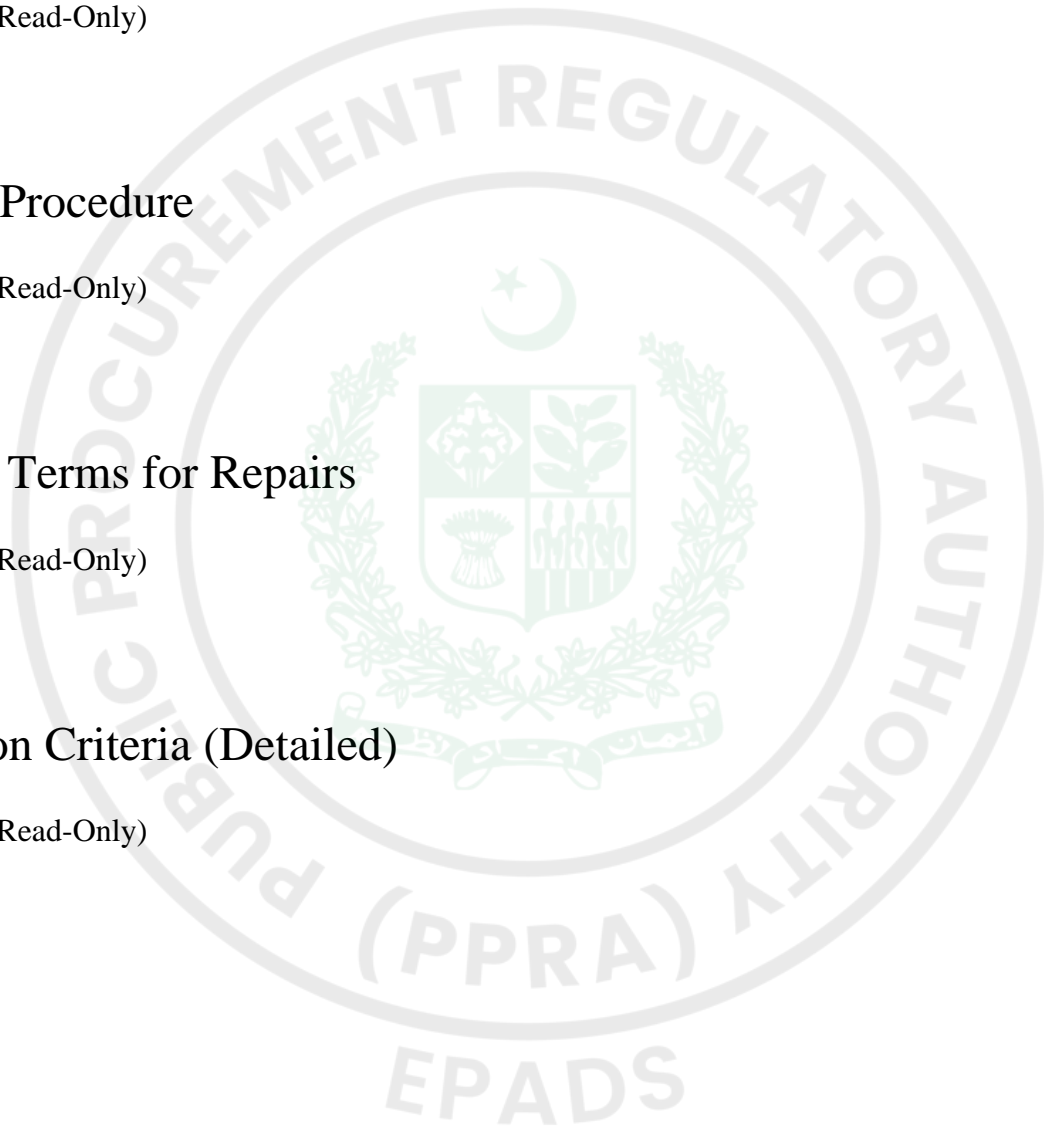 Read-Only)
Procedure
Read-Only)
Terms for Repairs
Read-Only)
on Criteria (Detailed)
Read-Only)
PUBLIC PROCUREMENT REGULATORY AUTHORITY
(PPRA)
EPADS